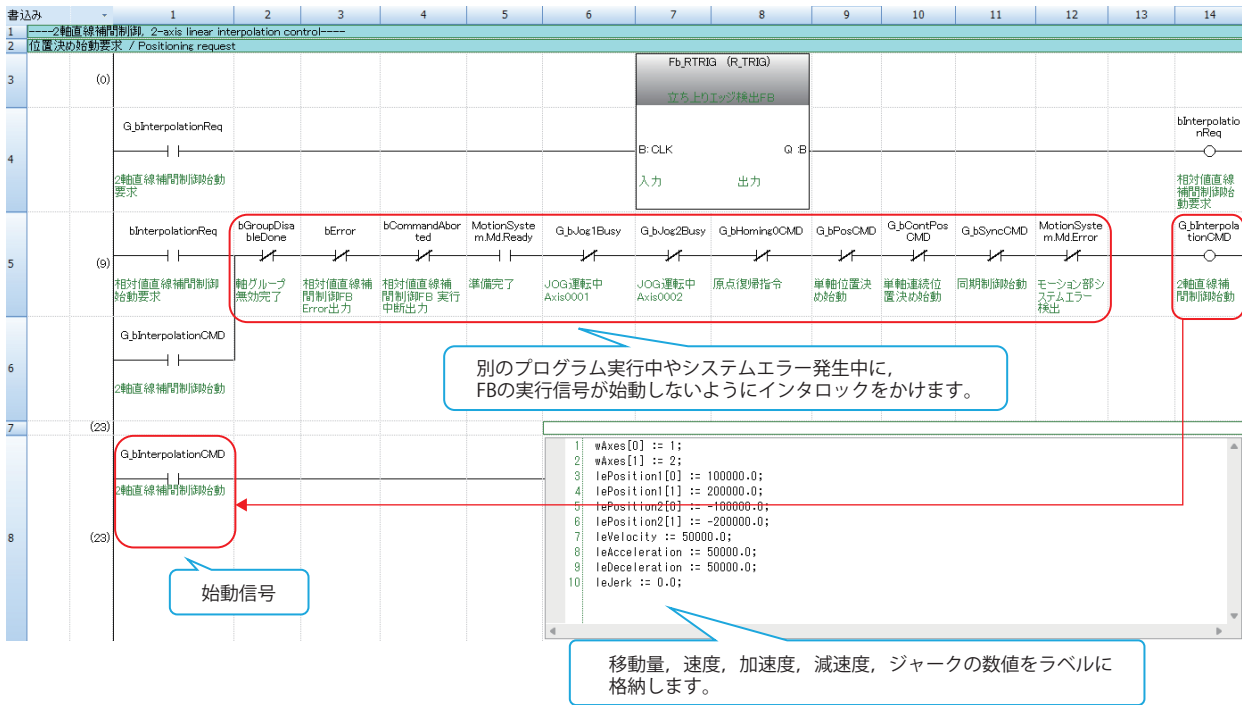 書込み 1 2 3 4 5 6 7 8 9 10 11 12 13 14
1 ----2軸直線補間制御, 2-axis linear interpolation control----
2 位置決め始動要求 / Positioning request
3 (0)
Fb_RTRIG (R_TRIG)
立ち上りエッジ検出FB
4
G_bInterpolationReq
2軸直線補間制御始動
要求
B: CLK Q :B
入力 出力
bInterpolatio
nReq
相対値直線
補間制御始
動要求
5 (9)
bInterpolationReq
相対値直線補間制御
始動要求
bGroupDisa
bleDone
軸グループ
無効完了
bError
相対値直線補
間制御FB
Error出力
bCommandAbor
ted
相対値直線補
間制御FB 実行
中断出力
MotionSyste
m.Md.Ready
準備完了
G_bJog1Busy
JOG運転中
Axis0001
G_bJog2Busy
JOG運転中
Axis0002
G_bHoming0CMD
原点復帰指令
G_bPosCMD
単軸位置決
め始動
G_bContPos
CMD
単軸連続位
置決め始動
G_bSyncCMD
同期制御始動
MotionSyste
m.Md.Error
モーション部シ
ステムエラー
検出
G_bInterpola
tionCMD
2軸直線補
間制御始動
6
G_bInterpolationCMD
2軸直線補間制御始動
別のプログラム実行中やシステムエラー発生中に,
FBの実行信号が始動しないようにインタロックをかけます。
7 (23)
8 (23)
G_bInterpolationCMD
2軸直線補間制御始動
始動信号
1 wAxes[0] := 1;
2 wAxes[1] := 2;
3 lePosition1[0] := 100000.0;
4 lePosition1[1] := 200000.0;
5 lePosition2[0] := -100000.0;
6 lePosition2[1] := -200000.0;
7 leVelocity := 50000.0;
8 leAcceleration := 50000.0;
9 leDeceleration := 50000.0;
10 leJerk := 0.0;
移動量, 速度, 加速度, 減速度, ジャークの数値をラベルに
格納します。